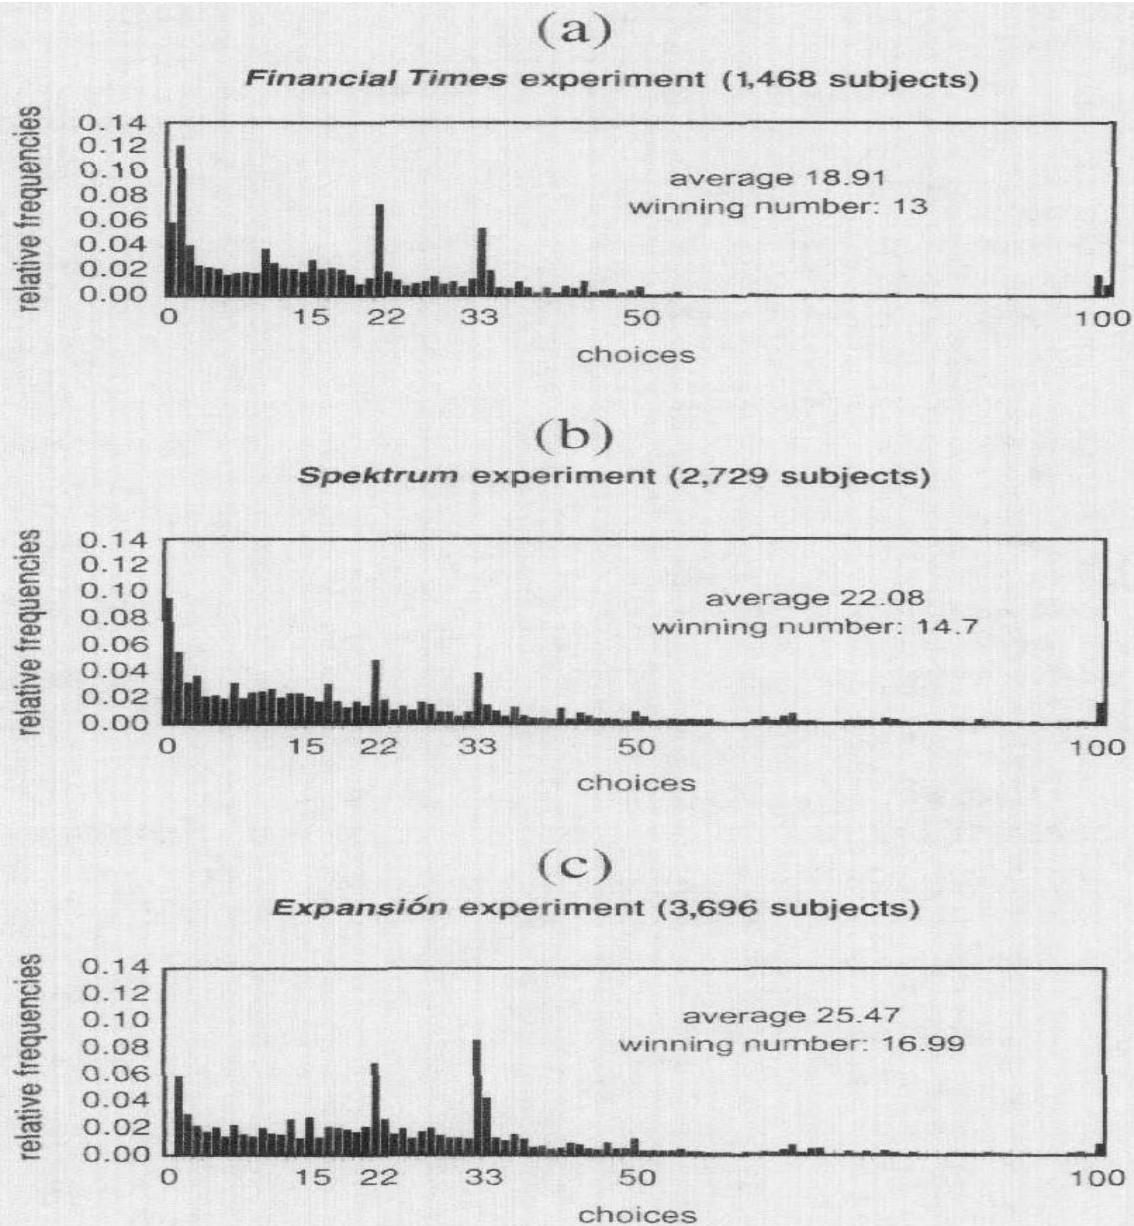 (a)
Financial Times experiment (1,468 subjects)
relative frequencies
0.14
0.12
0.10
0.08
0.06
0.04
0.02
0.00
average 18.91
winning number: 13
0 15 22 33 50 100
choices
(b)
Spektrum experiment (2,729 subjects)
relative frequencies
0.14
0.12
0.10
0.08
0.06
0.04
0.02
0.00
average 22.08
winning number: 14.7
0 15 22 33 50 100
choices
(c)
Expansión experiment (3,696 subjects)
relative frequencies
0.14
0.12
0.10
0.08
0.06
0.04
0.02
0.00
average 25.47
winning number: 16.99
0 15 22 33 50 100
choices